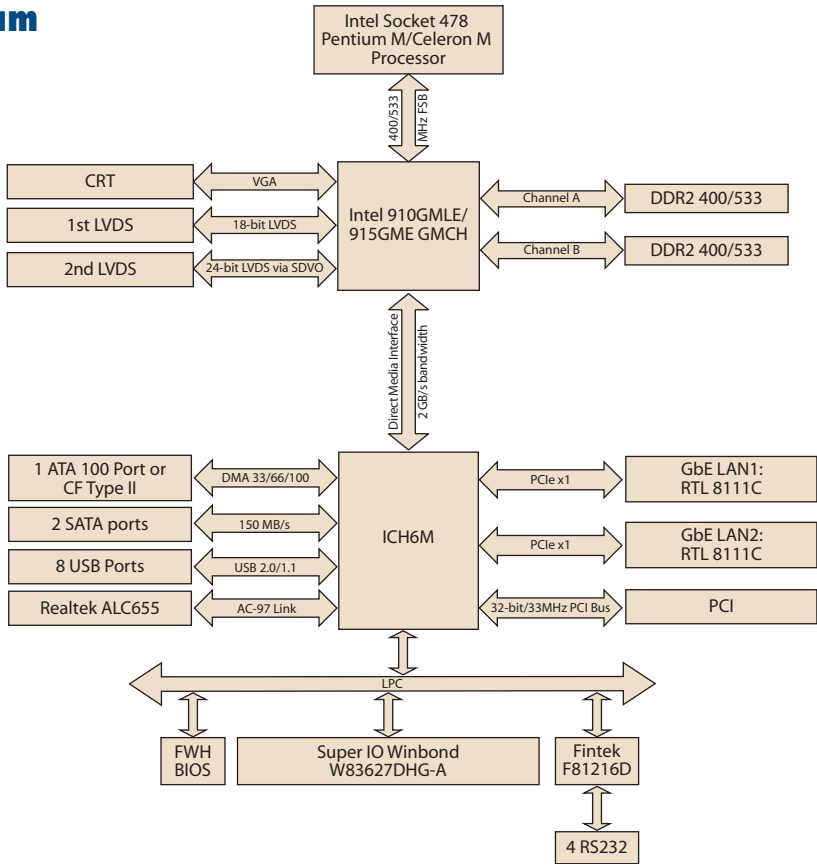 Intel Socket 478
Pentium M/Celeron M
Processor
400/533
MHz FSB
CRT
VGA
1st LVDS
18-bit LVDS
2nd LVDS
24-bit LVDS via SDVO
Intel 910GMLE/
915GME GMCH
Channel A
DDR2 400/533
Channel B
DDR2 400/533
Direct Media Interface
2 GB/s bandwidth
1 ATA 100 Port or
CF Type II
DMA 33/66/100
2 SATA ports
150 MB/s
8 USB Ports
USB 2.0/1.1
Realtek ALC655
AC-97 Link
ICH6M
PCIe x1
GbE LAN1:
RTL 8111C
PCIe x1
GbE LAN2:
RTL 8111C
32-bit/33MHz PCI Bus
PCI
LPC
FWH
BIOS
Super IO Winbond
W83627DHG-A
Fintek
F81216D
4 RS232